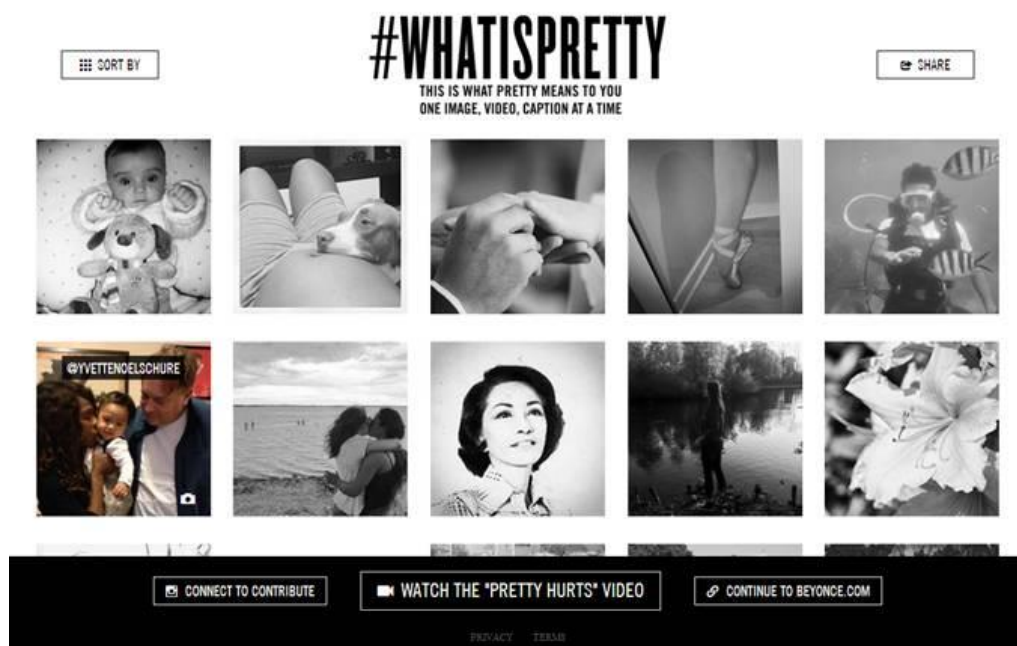 #WHATISPRETTY
SORT BY
SHARE
THIS IS WHAT PRETTY MEANS TO YOU
ONE IMAGE, VIDEO, CAPTION AT A TIME
@YVETTENOELSCHURE
CONNECT TO CONTRIBUTE
WATCH THE "PRETTY HURTS" VIDEO
CONTINUE TO BEYONCE.COM
PRIVACY TERMS